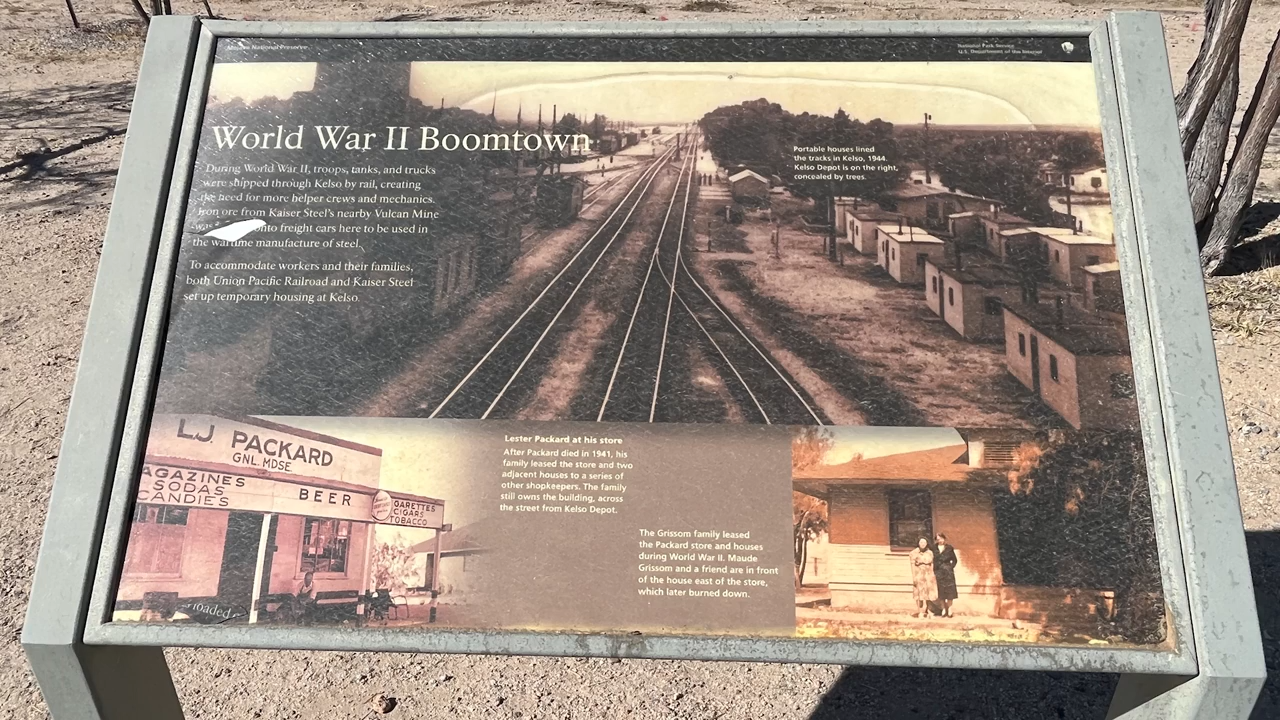 Mojave National Preserve
National Park Service
U.S. Department of the Interior
World War II Boomtown
During World War II, troops, tanks, and trucks
were shipped through Kelso by rail, creating
the need for more helper crews and mechanics.
Iron ore from Kaiser Steel's nearby Vulcan Mine
was onto freight cars here to be used in
the wartime manufacture of steel.
To accommodate workers and their families,
both Union Pacific Railroad and Kaiser Steel
set up temporary housing at Kelso.
Portable houses lined
the tracks in Kelso, 1944.
Kelso Depot is on the right,
concealed by trees.
L.J. PACKARD
GNL. MDSE.
AGAZINES
SODAS
CANDIES
BEER
GARETTES
CIGARS
TOBACCO
loaded
Lester Packard at his store
After Packard died in 1941, his
family leased the store and two
adjacent houses to a series of
other shopkeepers. The family
still owns the building, across
the street from Kelso Depot.
The Grissom family leased
the Packard store and houses
during World War II. Maude
Grissom and a friend are in front
of the house east of the store,
which later burned down.